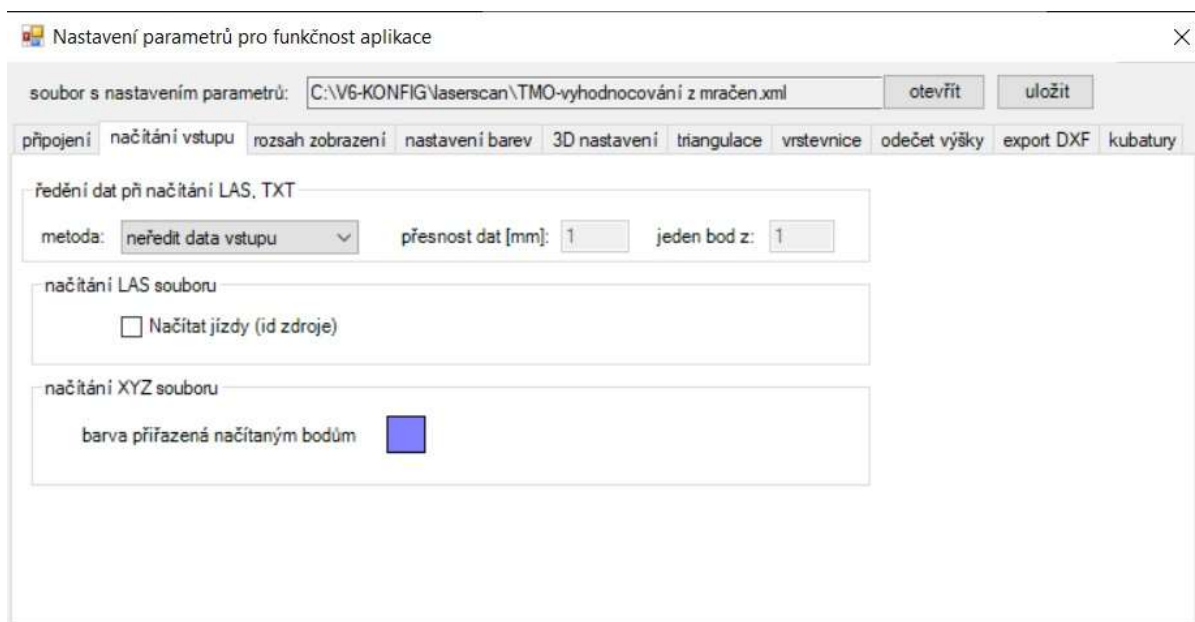 Nastavení parametrů pro funkčnost aplikace
soubor s nastavením parametrů: C:\V6-KONFIG\laserscan\TMO-vyhodnocování z mračen.xml otevřít uložit
připojení načítání vstupu rozsah zobrazení nastavení barev 3D nastavení triangulace vrstevnice odečet výšky export DXF kubatury
ředění dat při načítání LAS, TXT
metoda: neředit data vstupu přesnost dat [mm]: 1 jeden bod z: 1
načítání LAS souboru
Načítat jízdy (id zdroje)
načítání XYZ souboru
barva přiřazená načítaným bodům